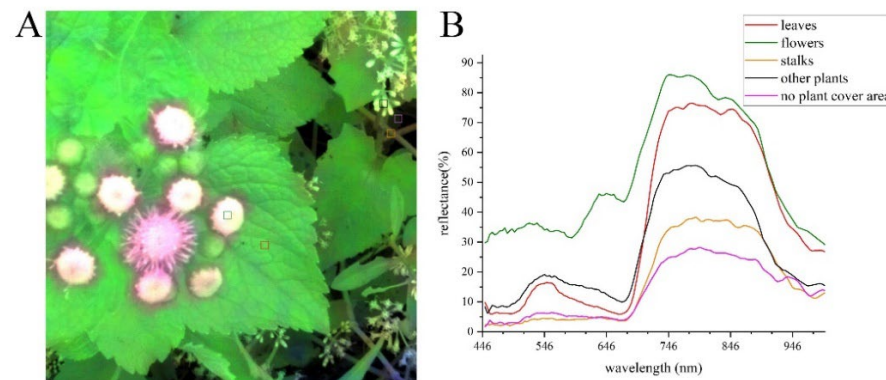 A
B
leaves
flowers
stalks
other plants
no plant cover area
90
80
70
60
50
40
30
20
10
0
reflectance(%)
446 546 646 746 846 946
wavelength (nm)